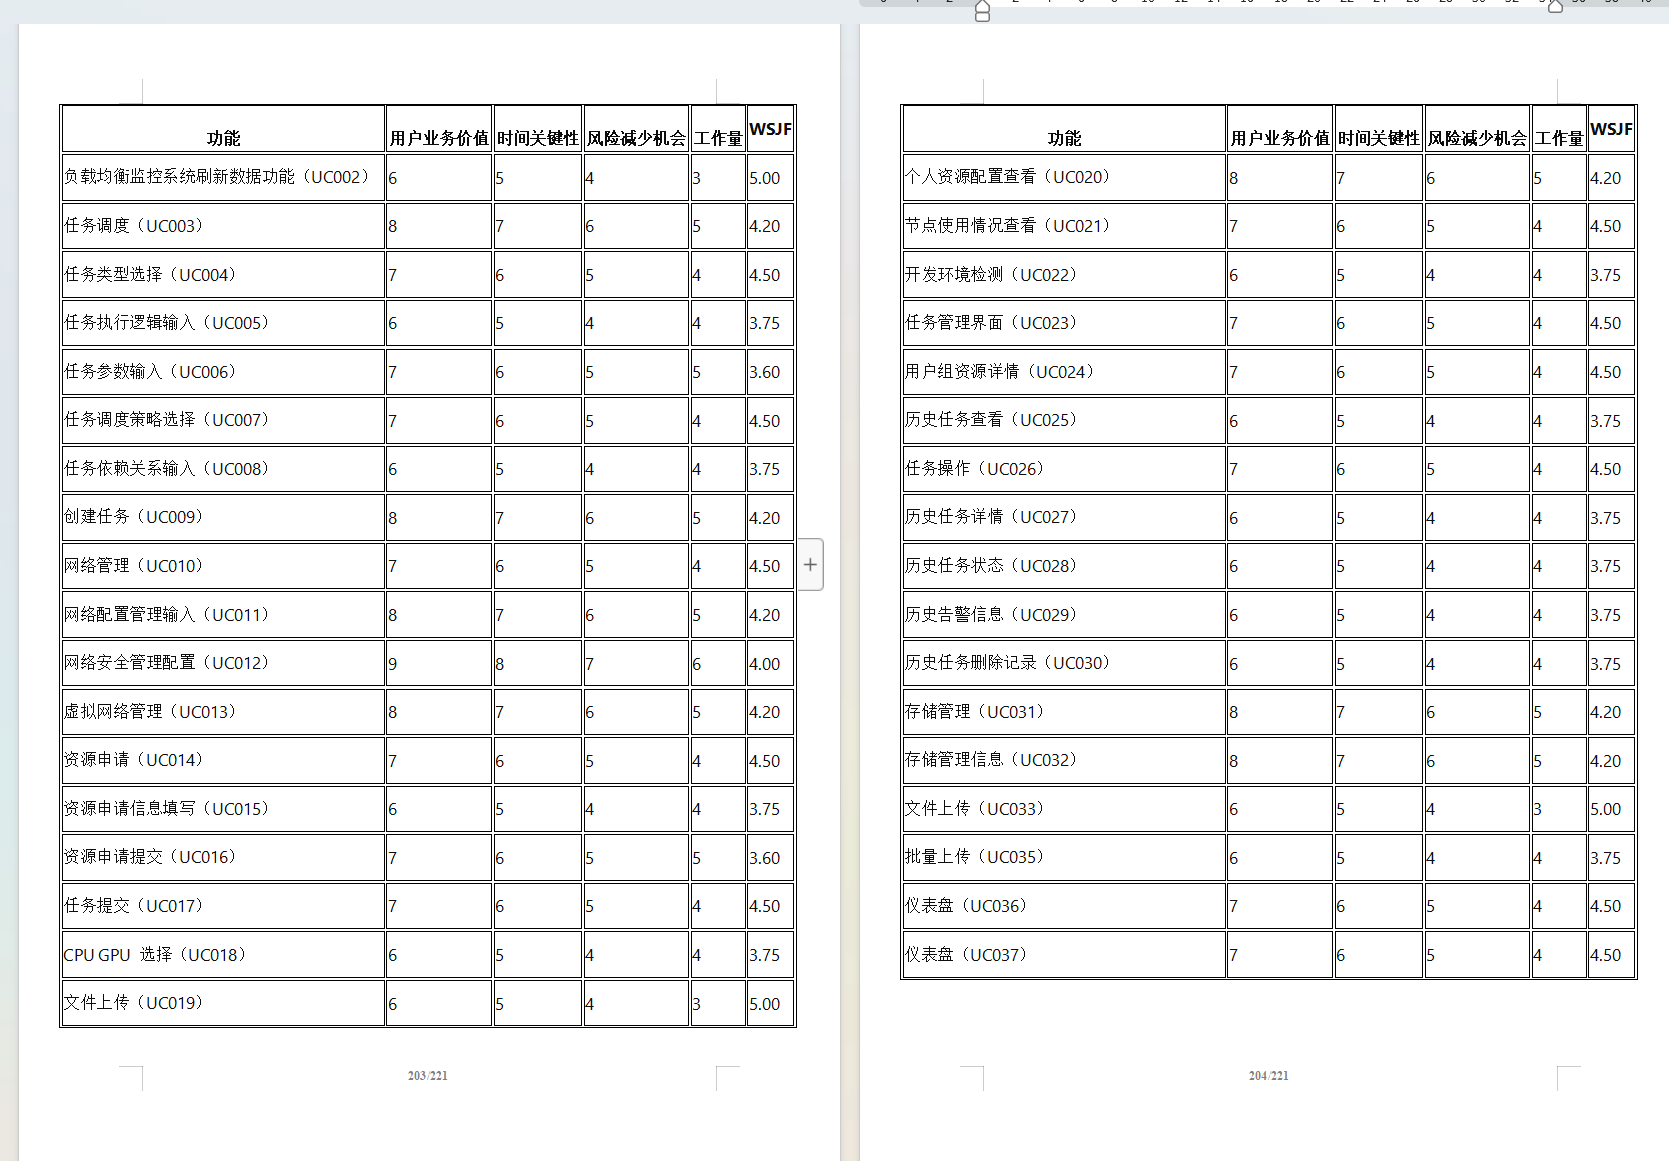 功能 用户业务价值 时间关键性 风险减少机会 工作量 WSJF
负载均衡监控系统刷新数据功能（UC002） 6 5 4 3 5.00
任务调度（UC003） 8 7 6 5 4.20
任务类型选择（UC004） 7 6 5 4 4.50
任务执行逻辑输入（UC005） 6 5 4 4 3.75
任务参数输入（UC006） 7 6 5 5 3.60
任务调度策略选择（UC007） 7 6 5 4 4.50
任务依赖关系输入（UC008） 6 5 4 4 3.75
创建任务（UC009） 8 7 6 5 4.20
网络管理（UC010） 7 6 5 4 4.50
网络配置管理输入（UC011） 8 7 6 5 4.20
网络安全管理配置（UC012） 9 8 7 6 4.00
虚拟网络管理（UC013） 8 7 6 5 4.20
资源申请（UC014） 7 6 5 4 4.50
资源申请信息填写（UC015） 6 5 4 4 3.75
资源申请提交（UC016） 7 6 5 5 3.60
任务提交（UC017） 7 6 5 4 4.50
CPU GPU 选择（UC018） 6 5 4 4 3.75
文件上传（UC019） 6 5 4 3 5.00
203/221
功能 用户业务价值 时间关键性 风险减少机会 工作量 WSJF
个人资源配置查看（UC020） 8 7 6 5 4.20
节点使用情况查看（UC021） 7 6 5 4 4.50
开发环境检测（UC022） 6 5 4 4 3.75
任务管理界面（UC023） 7 6 5 4 4.50
用户组资源详情（UC024） 7 6 5 4 4.50
历史任务查看（UC025） 6 5 4 4 3.75
任务操作（UC026） 7 6 5 4 4.50
历史任务详情（UC027） 6 5 4 4 3.75
历史任务状态（UC028） 6 5 4 4 3.75
历史告警信息（UC029） 6 5 4 4 3.75
历史任务删除记录（UC030） 6 5 4 4 3.75
存储管理（UC031） 8 7 6 5 4.20
存储管理信息（UC032） 8 7 6 5 4.20
文件上传（UC033） 6 5 4 3 5.00
批量上传（UC035） 6 5 4 4 3.75
仪表盘（UC036） 7 6 5 4 4.50
仪表盘（UC037） 7 6 5 4 4.50
204/221